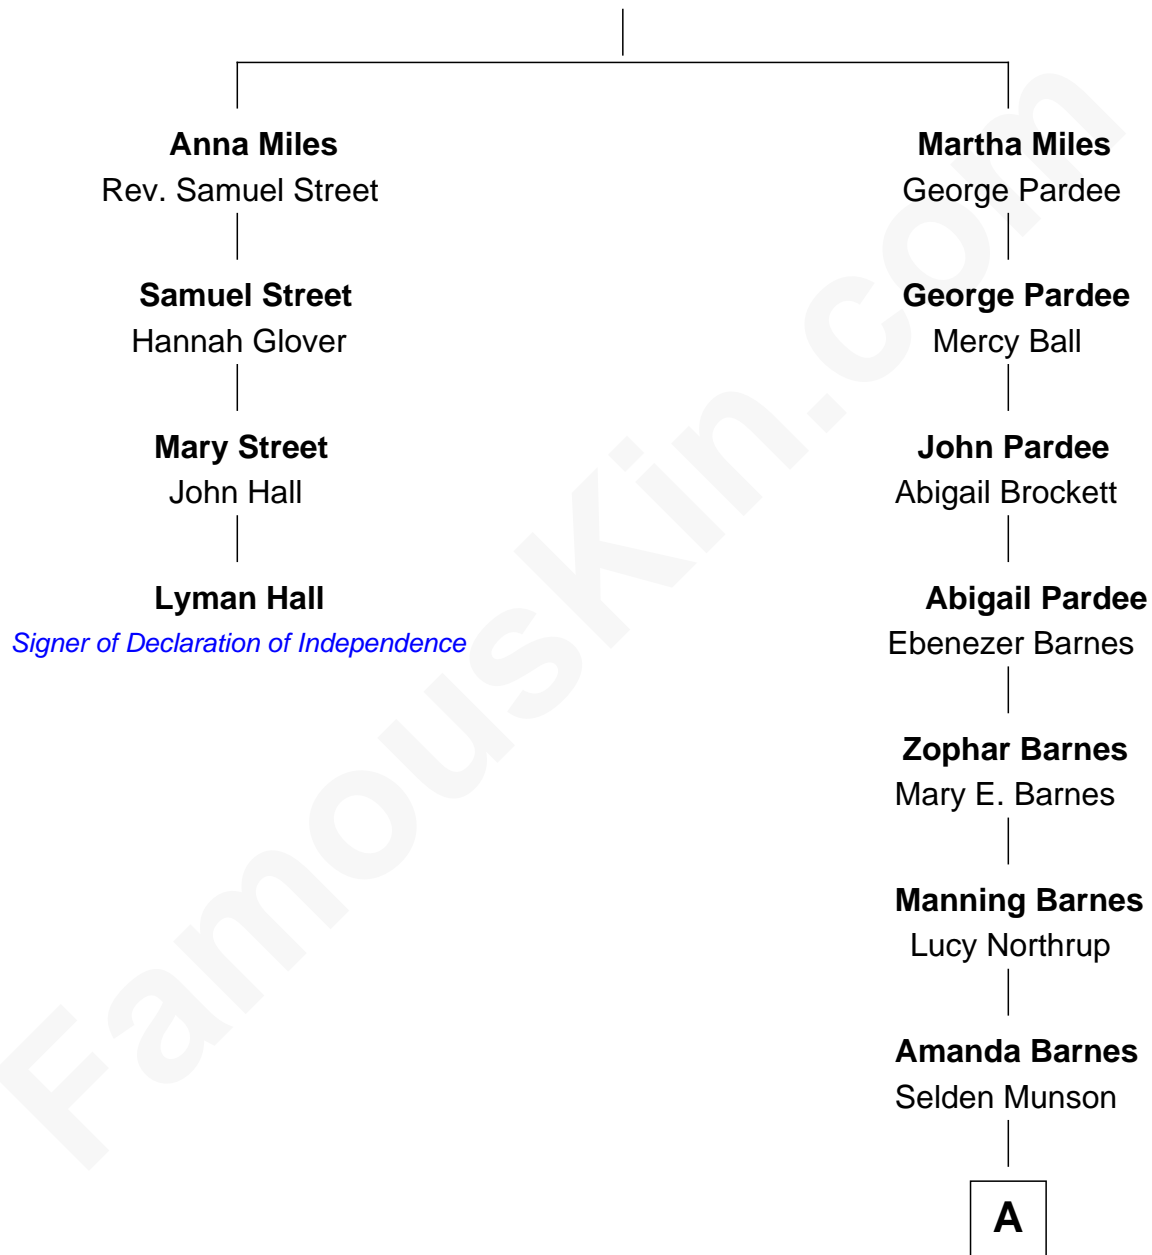 Anna Miles
Rev. Samuel Street
Samuel Street
Hannah Glover
Mary Street
John Hall
Lyman Hall
Signer of Declaration of Independence
Martha Miles
George Pardee
George Pardee
Mercy Ball
John Pardee
Abigail Brockett
Abigail Pardee
Ebenezer Barnes
Zophar Barnes
Mary E. Barnes
Manning Barnes
Lucy Northrup
Amanda Barnes
Selden Munson
A
FamousKin.com